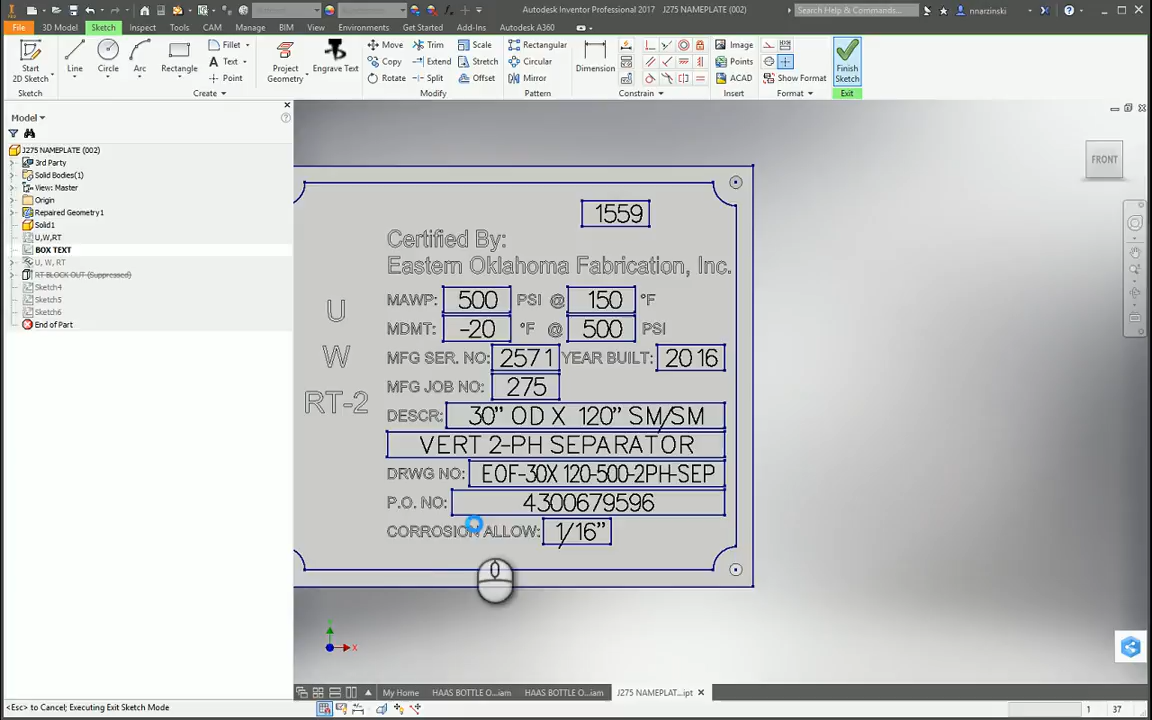 Autodesk Inventor Professional 2017 J275 NAMEPLATE (002)
Search Help & Commands...
nnarzinski
File 3D Model Sketch Inspect Tools CAM Manage BIM View Environments Get Started Add-Ins Autodesk A360
Start
2D Sketch
Line Circle Arc Rectangle
Fillet
Text
Point
Project
Geometry
Engrave Text
Move Trim Scale
Copy Extend Stretch
Rotate Split Offset
Rectangular
Circular
Mirror
Dimension
Image
Points
ACAD
Show Format
Finish
Sketch
Sketch Create Modify Pattern Constrain Insert Format Exit
Model
J275 NAMEPLATE (002)
3rd Party
Solid Bodies(1)
View: Master
Origin
Repaired Geometry1
Solid1
U,W,RT
BOX TEXT
U, W, RT
RT BLOCK OUT (Suppressed)
Sketch4
Sketch5
Sketch6
End of Part
FRONT
1559
Certified By:
Eastern Oklahoma Fabrication, Inc.
U
W
RT-2
MAWP: 500 PSI @ 150 °F
MDMT: -20 °F @ 500 PSI
MFG SER. NO: 2571 YEAR BUILT: 2016
MFG JOB NO: 275
DESCR: 30" OD X 120" SM/SM
VERT 2-PH SEPARATOR
DRWG NO: EOF-30X120-500-2PH-SEP
P.O. NO: 4300679596
CORROSION ALLOW: 1/16"
Y
X
My Home HAAS BOTTLE O...iam HAAS BOTTLE O...iam J275 NAMEPLAT...ipt
<Esc> to Cancel; Executing Exit Sketch Mode
1 37